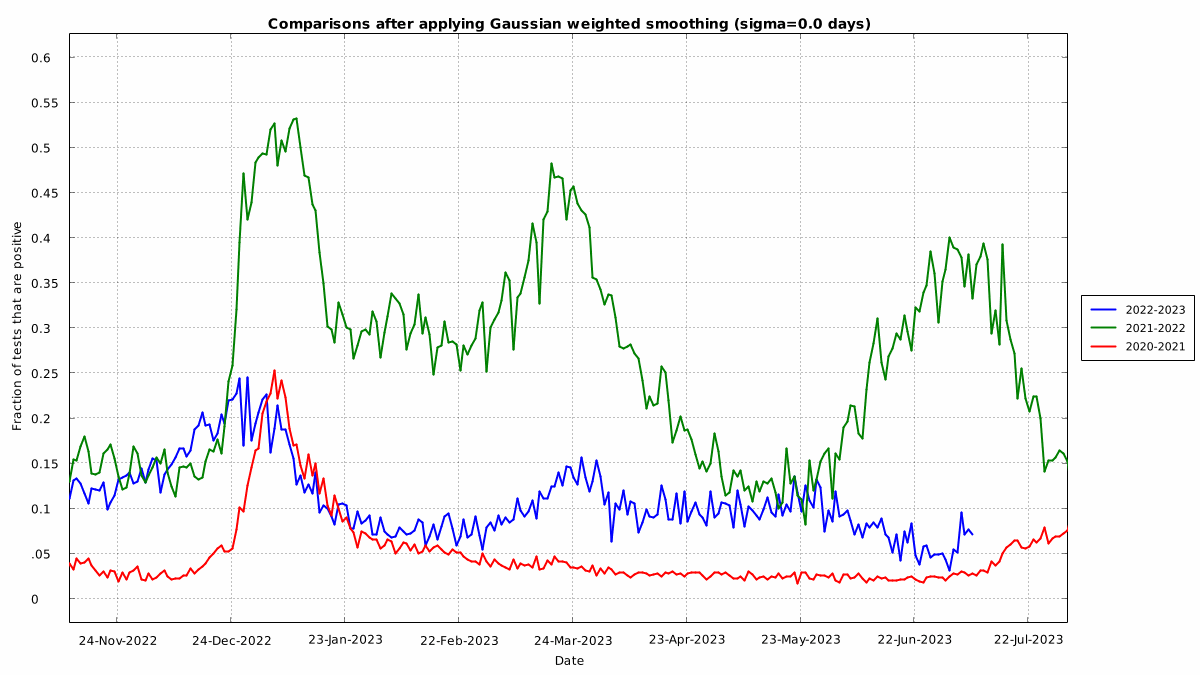 Comparisons after applying Gaussian weighted smoothing (sigma=0.0 days)
Fraction of tests that are positive
0.6
0.55
0.5
0.45
0.4
0.35
0.3
0.25
0.2
0.15
0.1
.05
0
24-Nov-2022
24-Dec-2022
23-Jan-2023
22-Feb-2023
24-Mar-2023
23-Apr-2023
23-May-2023
22-Jun-2023
22-Jul-2023
Date
2022-2023
2021-2022
2020-2021